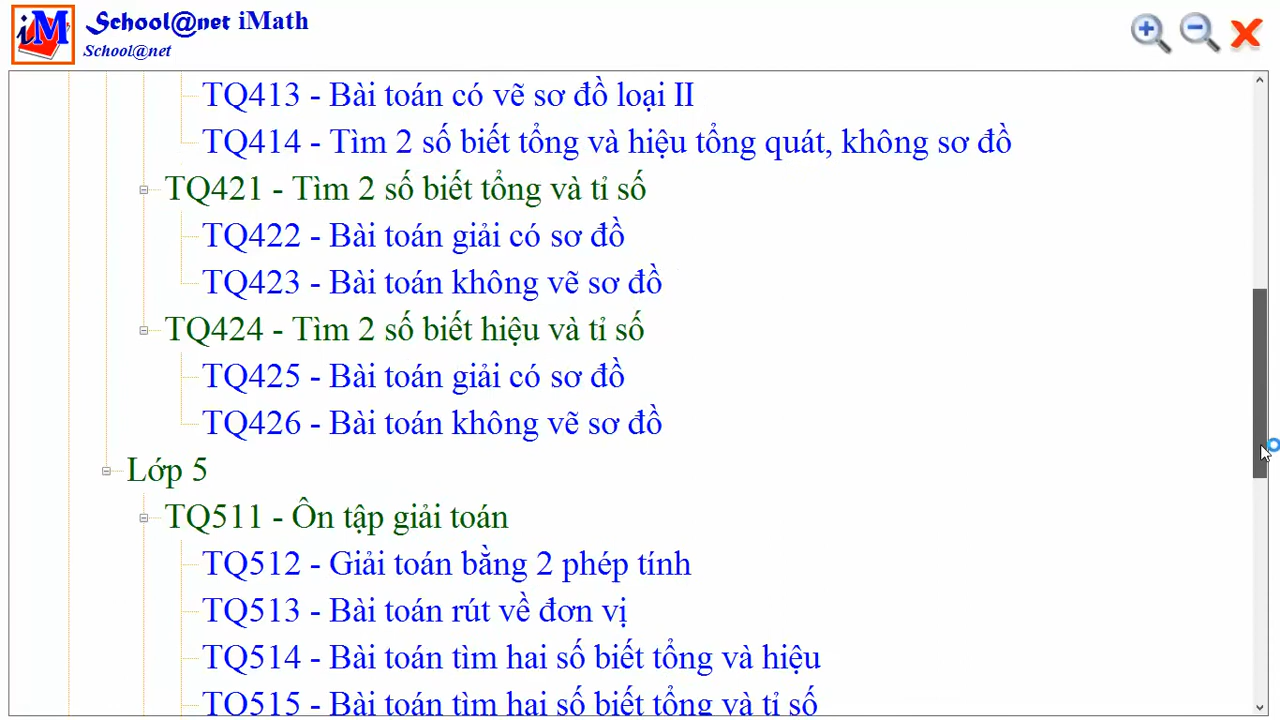 iM School@net iMath
School@net
TQ413 - Bài toán có vẽ sơ đồ loại II
TQ414 - Tìm 2 số biết tổng và hiệu tổng quát, không sơ đồ
TQ421 - Tìm 2 số biết tổng và tỉ số
TQ422 - Bài toán giải có sơ đồ
TQ423 - Bài toán không vẽ sơ đồ
TQ424 - Tìm 2 số biết hiệu và tỉ số
TQ425 - Bài toán giải có sơ đồ
TQ426 - Bài toán không vẽ sơ đồ
Lớp 5
TQ511 - Ôn tập giải toán
TQ512 - Giải toán bằng 2 phép tính
TQ513 - Bài toán rút về đơn vị
TQ514 - Bài toán tìm hai số biết tổng và hiệu
TQ515 - Bài toán tìm hai số biết tổng và tỉ số